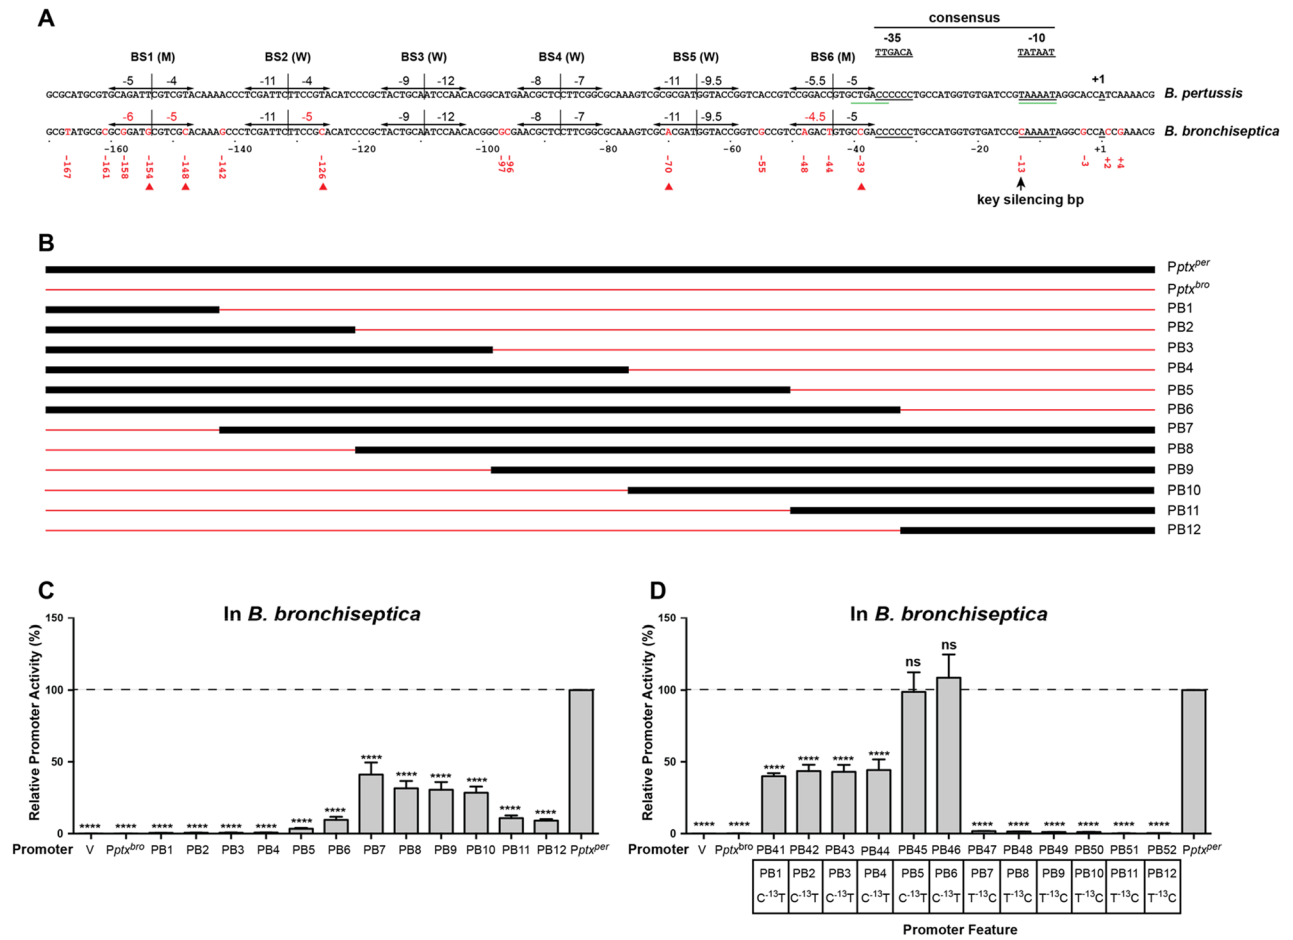 A
consensus
-35 -10
BS1 (M) BS2 (W) BS3 (W) BS4 (W) BS5 (W) BS6 (M) TTGACA TATAAT
-5 -4 -11 -4 -9 -12 -8 -7 -11 -9.5 -5.5 -5 +1
B. pertussis
-6 -5 -11 -5 -9 -12 -8 -7 -11 -9.5 -4.5 -5
B. bronchiseptica
-160 -140 -120 -100 -80 -60 -40 -20 +1
-167 -161 -158 -154 -148 -142 -126 -97 -96 -70 -55 -48 -44 -39 -13 -3 +2 +4
key silencing bp
B
Pptxper
Pptxbro
PB1
PB2
PB3
PB4
PB5
PB6
PB7
PB8
PB9
PB10
PB11
PB12
C
In B. bronchiseptica
Relative Promoter Activity (%)
150
100
50
0
**** **** **** **** **** **** **** **** **** **** **** **** **** ****
Promoter V Pptxbro PB1 PB2 PB3 PB4 PB5 PB6 PB7 PB8 PB9 PB10 PB11 PB12 Pptxper
D
In B. bronchiseptica
Relative Promoter Activity (%)
150
100
50
0
**** **** **** **** **** **** ns ns **** **** **** **** **** ****
Promoter V Pptxbro PB41 PB42 PB43 PB44 PB45 PB46 PB47 PB48 PB49 PB50 PB51 PB52 Pptxper
PB1 PB2 PB3 PB4 PB5 PB6 PB7 PB8 PB9 PB10 PB11 PB12
C-13T C-13T C-13T C-13T C-13T C-13T T-13C T-13C T-13C T-13C T-13C T-13C
Promoter Feature